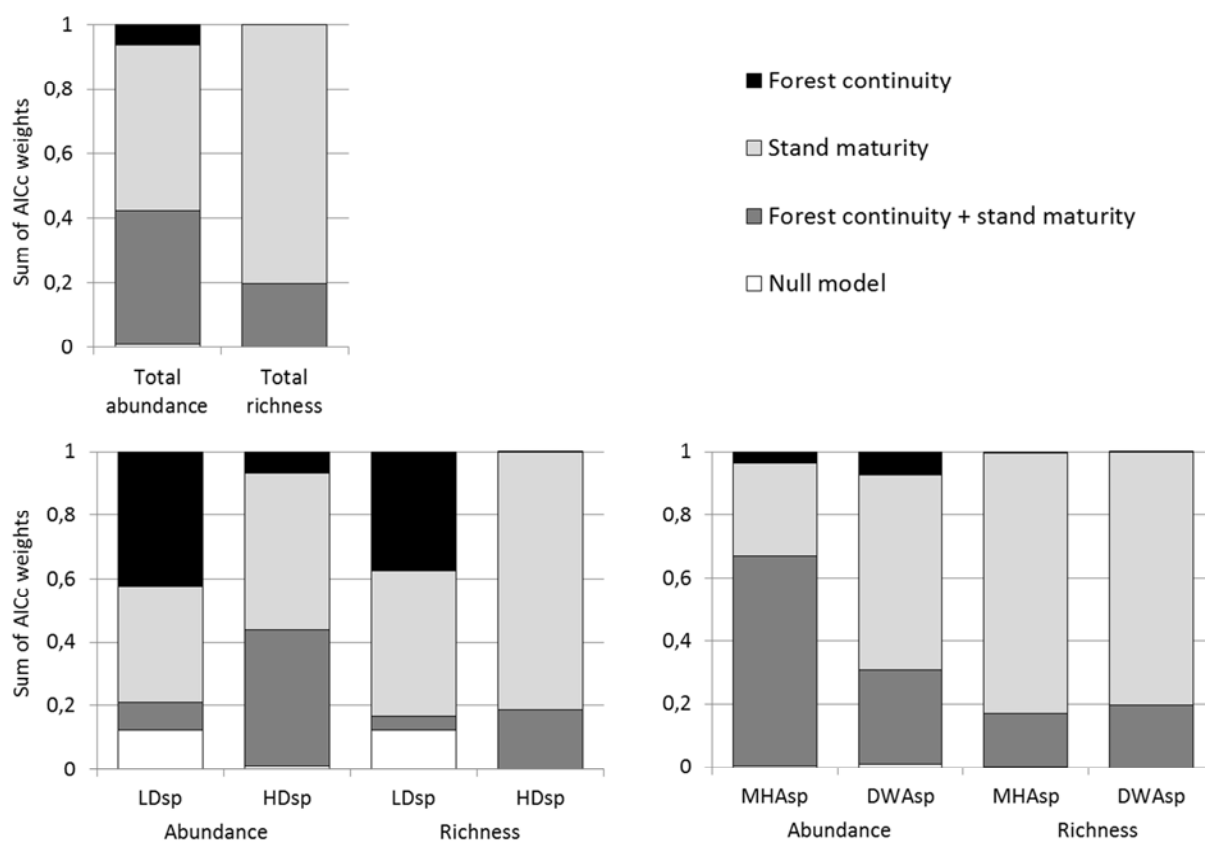 Sum of AICc weights
1
0,8
0,6
0,4
0,2
0
Total abundance
Total richness
Forest continuity
Stand maturity
Forest continuity + stand maturity
Null model
Sum of AICc weights
1
0,8
0,6
0,4
0,2
0
LDsp HDsp LDsp HDsp
Abundance Richness
1
0,8
0,6
0,4
0,2
0
MHAsp DWAsp MHAsp DWAsp
Abundance Richness